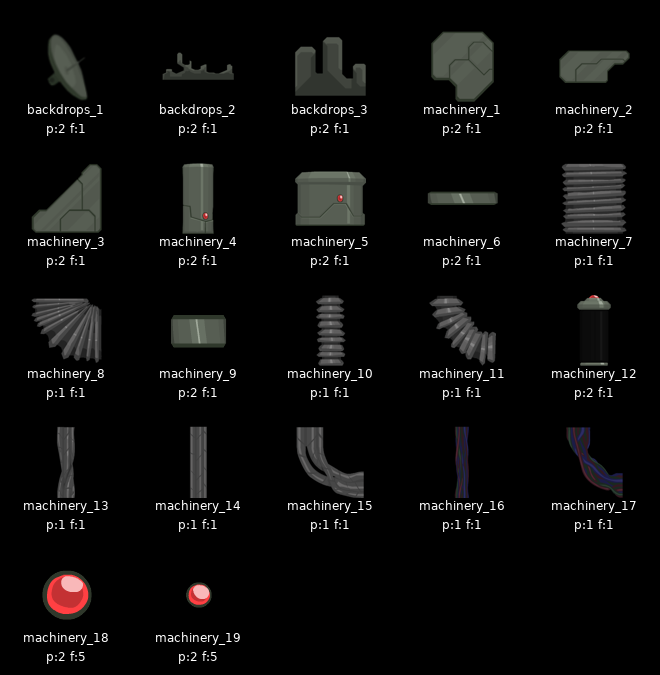 backdrops_1 backdrops_2 backdrops_3 machinery_1 machinery_2
p:2 f:1 p:2 f:1 p:2 f:1 p:2 f:1 p:2 f:1
machinery_3 machinery_4 machinery_5 machinery_6 machinery_7
p:2 f:1 p:2 f:1 p:2 f:1 p:2 f:1 p:1 f:1
machinery_8 machinery_9 machinery_10 machinery_11 machinery_12
p:1 f:1 p:2 f:1 p:1 f:1 p:1 f:1 p:2 f:1
machinery_13 machinery_14 machinery_15 machinery_16 machinery_17
p:1 f:1 p:1 f:1 p:1 f:1 p:1 f:1 p:1 f:1
machinery_18 machinery_19
p:2 f:5 p:2 f:5